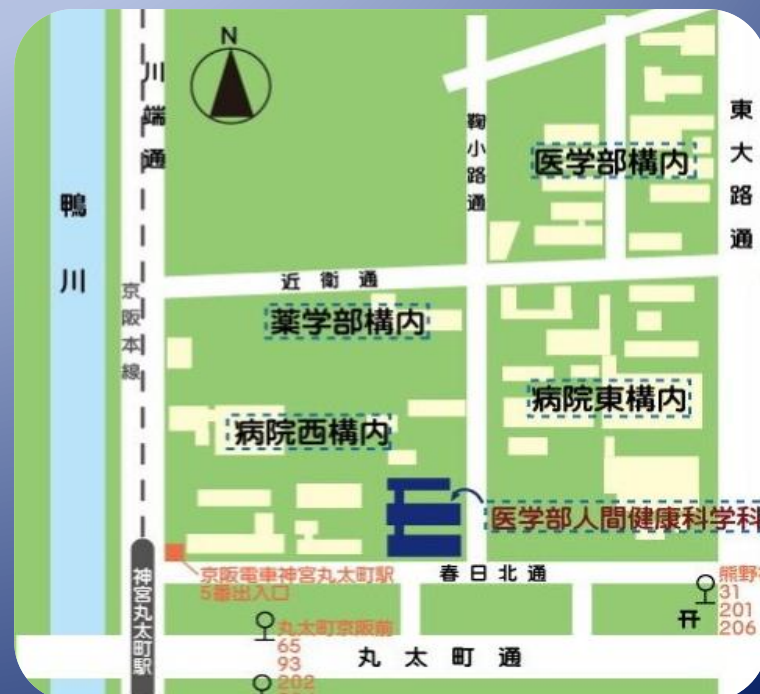 N
川端通
鴨川
京阪本線
鞠小路通
東大路通
医学部構内
近衛通
薬学部構内
病院東構内
病院西構内
医学部人間健康科学科
京阪電車神宮丸太町駅
5番出入口
春日北通
神宮丸太町駅
熊野
31
201
206
丸太町京阪前
65
93
202
丸太町通